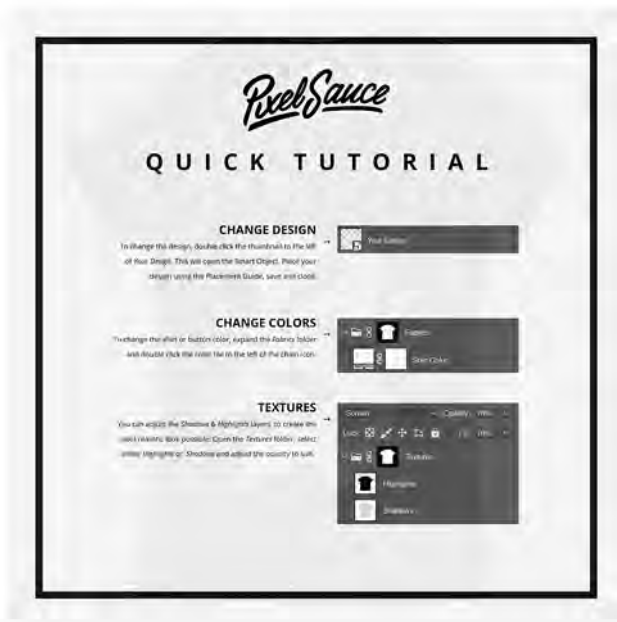 PixelSauce
QUICK TUTORIAL
CHANGE DESIGN
To change the design, double click the thumbnail to the left
of Your Design. This will open the Smart Object. Place your
design using the Placement Guide, save and close.
Your Design
CHANGE COLORS
To change the shirt or button color, expand the Fabrics folder
and double click the color tile to the left of the chain icon.
Shirt Color
TEXTURES
You can adjust the Shadow & Highlights layers to create the
most realistic look possible. Open the Textures folder, select
either Highlights or Shadows and adjust the opacity to suit.
Screen
Opacity:
Lock:
Textures
Highlights
Shadows